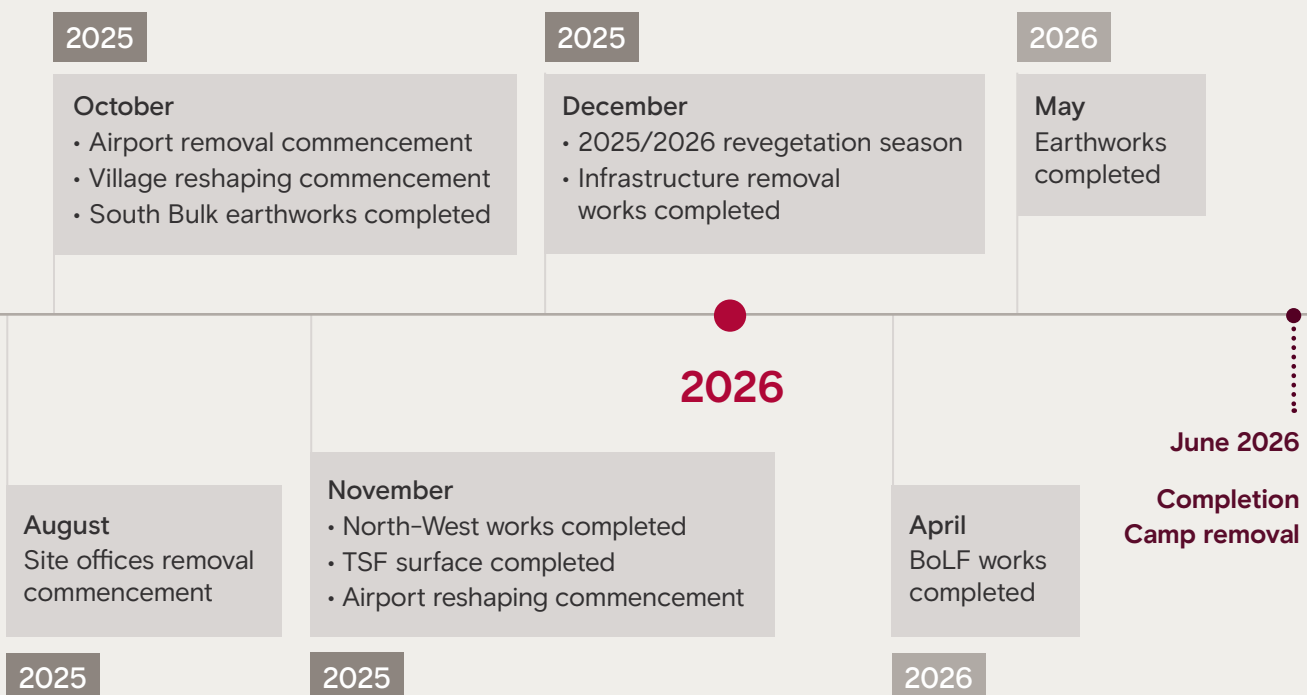 2025
October
• Airport removal commencement
• Village reshaping commencement
• South Bulk earthworks completed
2025
December
• 2025/2026 revegetation season
• Infrastructure removal
works completed
2026
May
Earthworks
completed
2026
August
Site offices removal
commencement
2025
November
• North-West works completed
• TSF surface completed
• Airport reshaping commencement
2025
April
BoLF works
completed
2026
June 2026
Completion
Camp removal